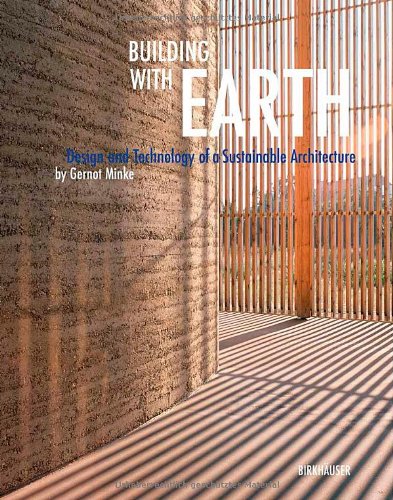 BUILDING
WITH EARTH
Design and Technology of a Sustainable Architecture
by Gernot Minke
BIRKHÄUSER